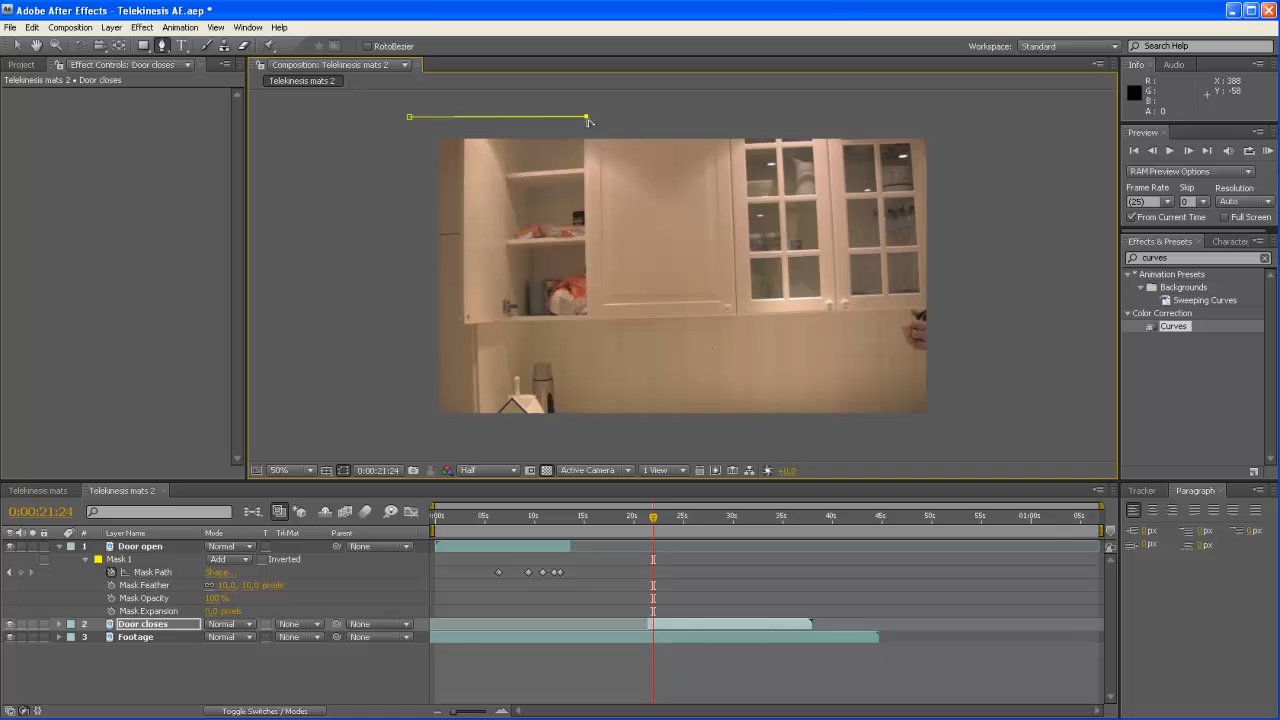 Adobe After Effects - Telekinesis AE.aep *
File Edit Composition Layer Effect Animation View Window Help
RotoBezier
Workspace: Standard
Search Help
Project Effect Controls: Door closes
Composition: Telekinesis mats 2
Info Audio
Telekinesis mats 2 • Door closes
Telekinesis mats 2
R:
G:
B:
A: 0
X: 388
Y: -58
Preview
RAM Preview Options
Frame Rate Skip Resolution
(25) 0 Auto
From Current Time Full Screen
Effects & Presets Character
curves
* Animation Presets
Backgrounds
Sweeping Curves
Color Correction
Curves
50% 0:00:21:24 Half Active Camera 1 View +0,0
Telekinesis mats Telekinesis mats 2
Tracker Paragraph
0:00:21:24
:00s 05s 10s 15s 20s 25s 30s 35s 40s 45s 50s 55s 1:00s 05s
# Layer Name Mode T TrkMat Parent
1 Door open Normal None
Mask 1 Add Inverted
Mask Path Shape...
Mask Feather 10,0, 10,0 pixels
Mask Opacity 100%
Mask Expansion 0,0 pixels
2 Door closes Normal None None
3 Footage Normal None None
0 px 0 px 0 px
0 px 0 px
Toggle Switches / Modes